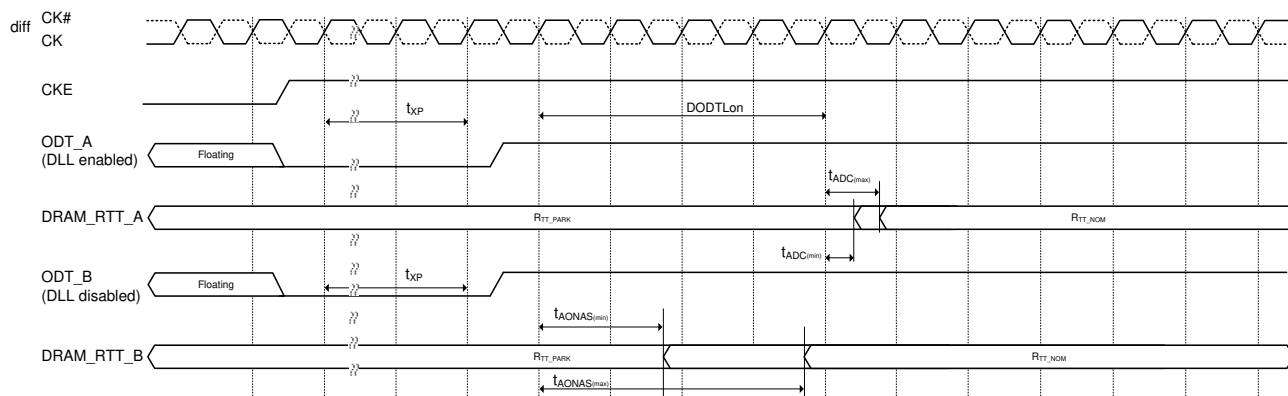 diff CK#
CK
CKE
tXP
DODTLon
ODT_A
(DLL enabled)
Floating
tADC(max)
DRAM_RTT_A
RTT_PARK
RTT_NOM
tADC(min)
ODT_B
(DLL disabled)
Floating
tXP
tAONAS(min)
DRAM_RTT_B
RTT_PARK
RTT_NOM
tAONAS(max)